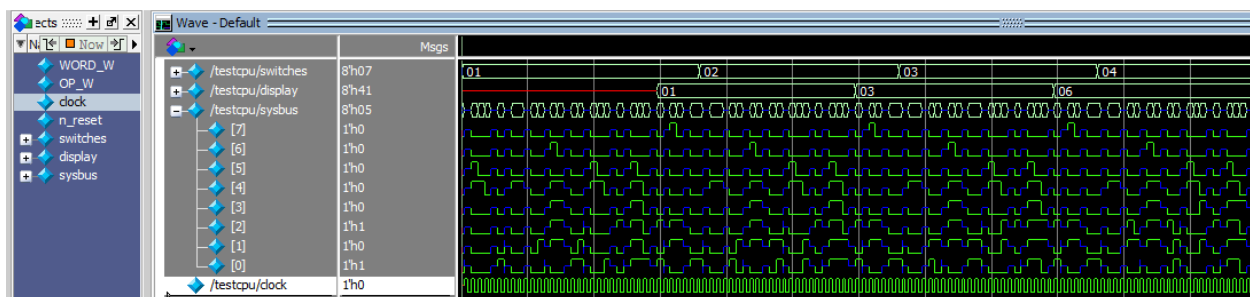 ects
Wave - Default
Now
Msgs
WORD_W
OP_W
clock
n_reset
switches
display
sysbus
/testcpu/switches 8'h07 01 02 03 04
/testcpu/display 8'h41 01 03 06
/testcpu/sysbus 8'h05
[7] 1'h0
[6] 1'h0
[5] 1'h0
[4] 1'h0
[3] 1'h0
[2] 1'h1
[1] 1'h0
[0] 1'h1
/testcpu/clock 1'h0